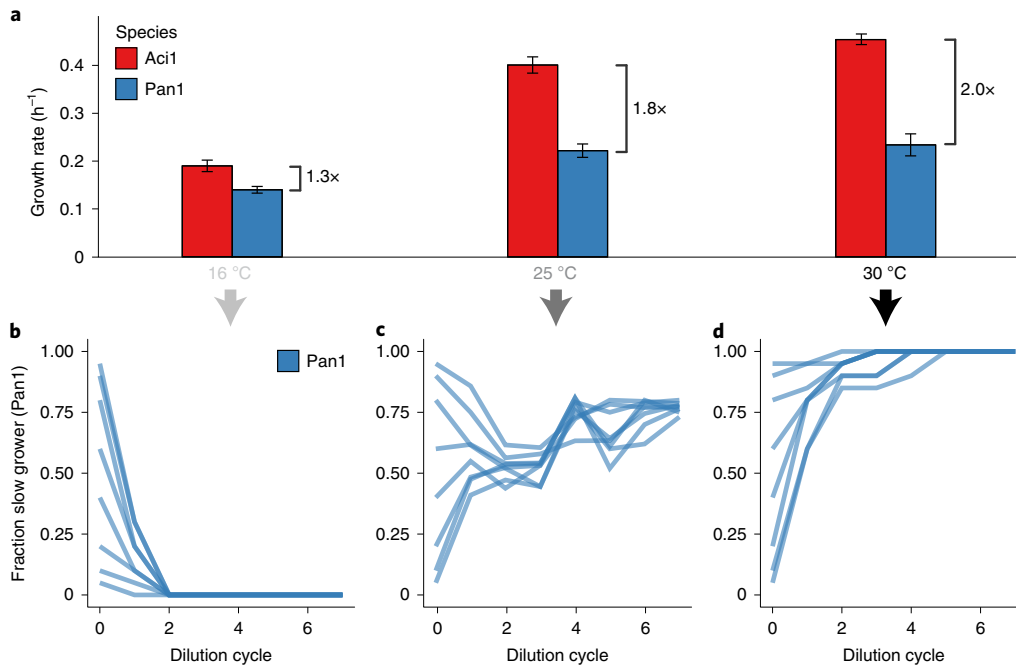 a
Species
Aci1
Pan1
Growth rate (h⁻¹)
0.4
0.3
0.2
0.1
0
1.3×
1.8×
2.0×
16 °C
25 °C
30 °C
b
c
d
Fraction slow grower (Pan1)
1.00
0.75
0.50
0.25
0
Pan1
0 2 4 6
Dilution cycle
1.00
0.75
0.50
0.25
0
0 2 4 6
Dilution cycle
1.00
0.75
0.50
0.25
0
0 2 4 6
Dilution cycle